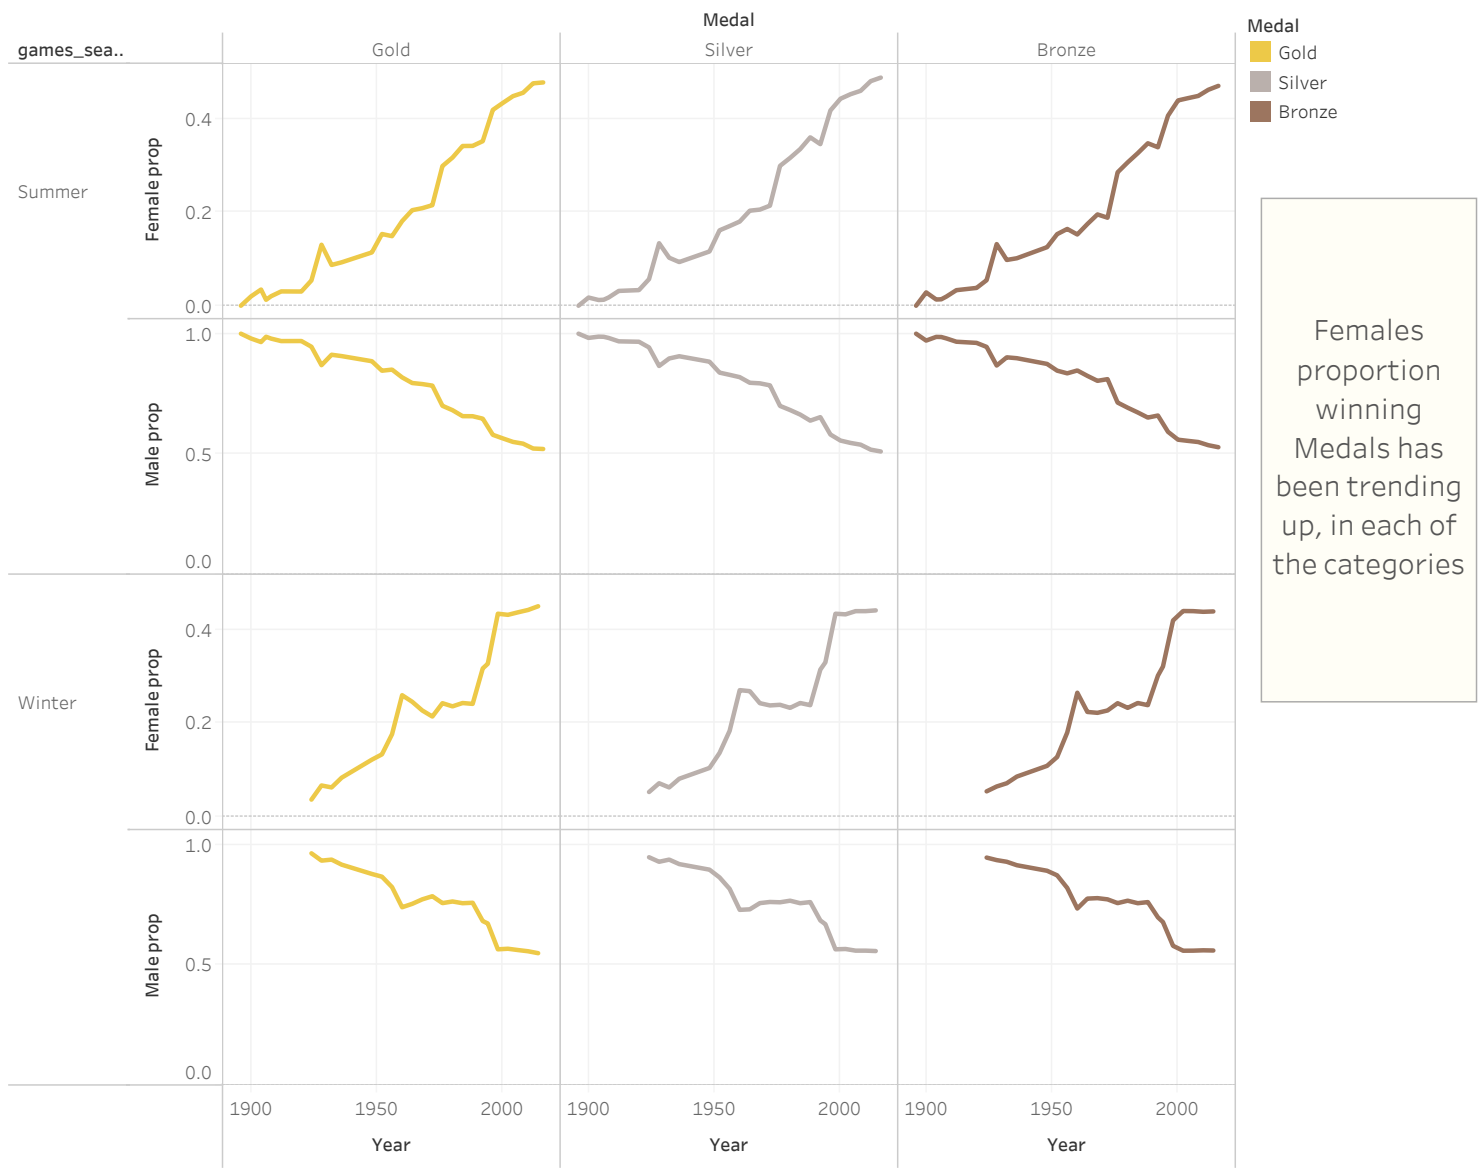 Medal
games_sea..
Gold
Silver
Bronze
Summer
Female prop
0.4
0.2
0.0
Male prop
1.0
0.5
0.0
Winter
Female prop
0.4
0.2
0.0
Male prop
1.0
0.5
0.0
1900
1950
2000
1900
1950
2000
1900
1950
2000
Year
Year
Year
Medal
Gold
Silver
Bronze
Females
proportion
winning
Medals has
been trending
up, in each of
the categories